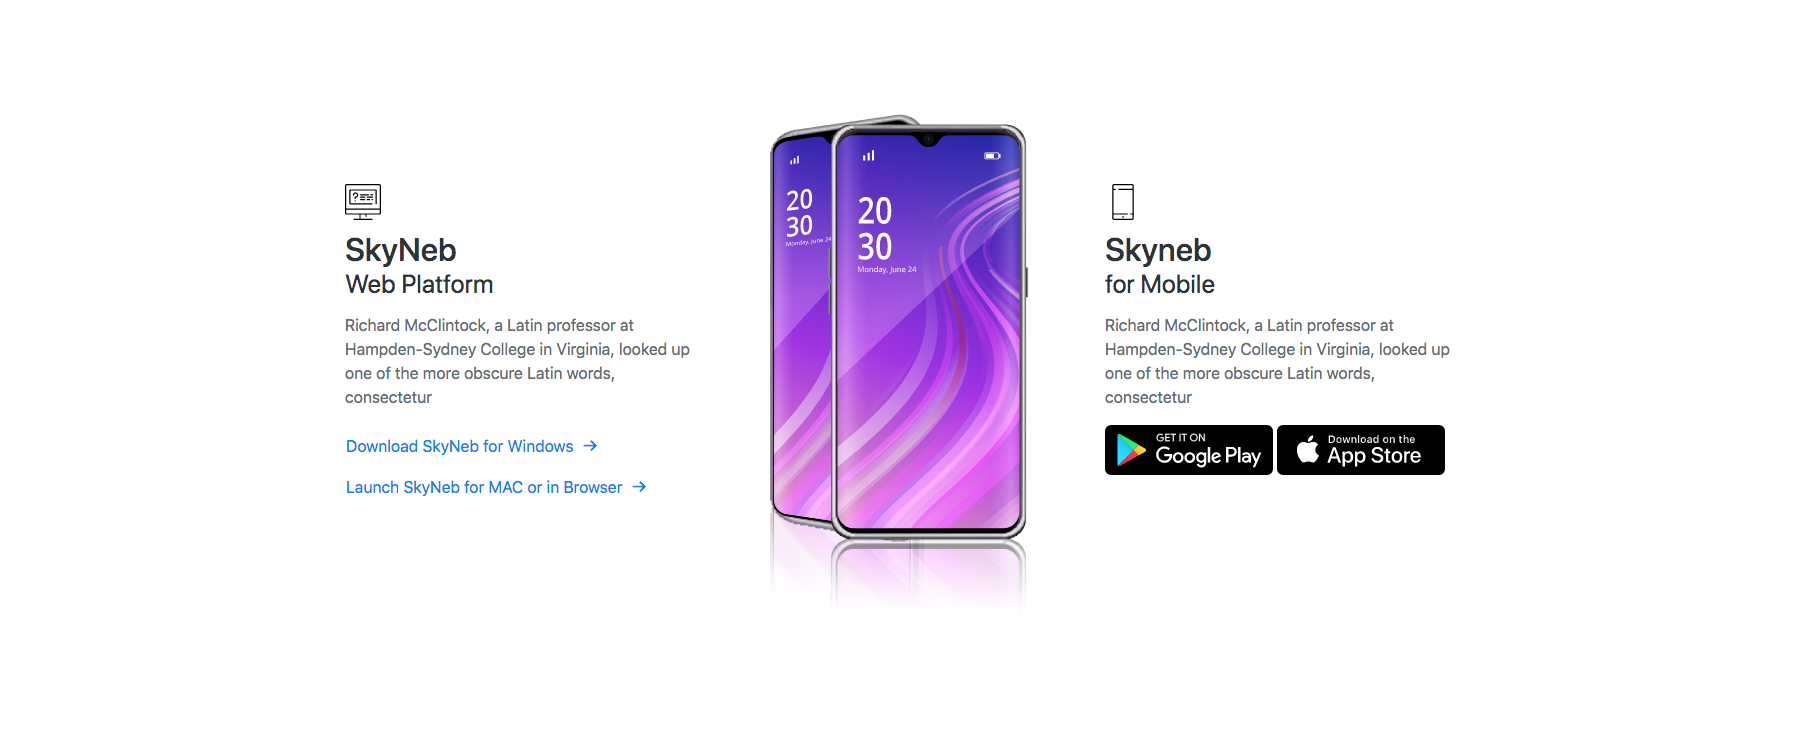 SkyNeb
Web Platform
Richard McClintock, a Latin professor at
Hampden-Sydney College in Virginia, looked up
one of the more obscure Latin words,
consectetur
Download SkyNeb for Windows →
Launch SkyNeb for MAC or in Browser →
20
30
Monday, June 24
20
30
Monday, June 24
Skyneb
for Mobile
Richard McClintock, a Latin professor at
Hampden-Sydney College in Virginia, looked up
one of the more obscure Latin words,
consectetur
GET IT ON
Google Play
Download on the
App Store